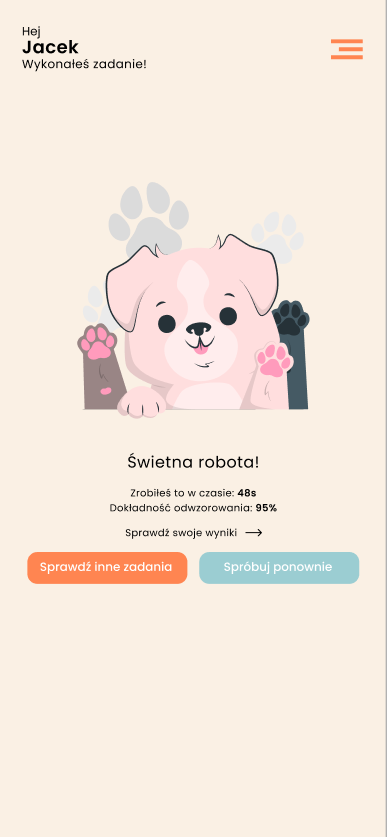 Hej
Jacek
Wykonałeś zadanie!
Świetna robota!
Zrobiłeś to w czasie: 48s
Dokładność odwzorowania: 95%
Sprawdź swoje wyniki
Sprawdź inne zadania
Spróbuj ponownie